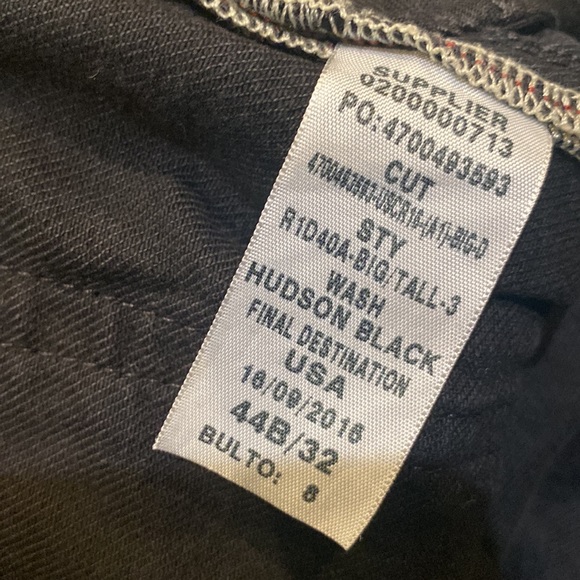 SUPPLIER
0200000713
PO:4700493593
CUT
STY
R1D40A-BIG/TALL-3
WASH
HUDSON BLACK
FINAL DESTINATION
USA
16/09/2016
44B/32
BULTO: 8